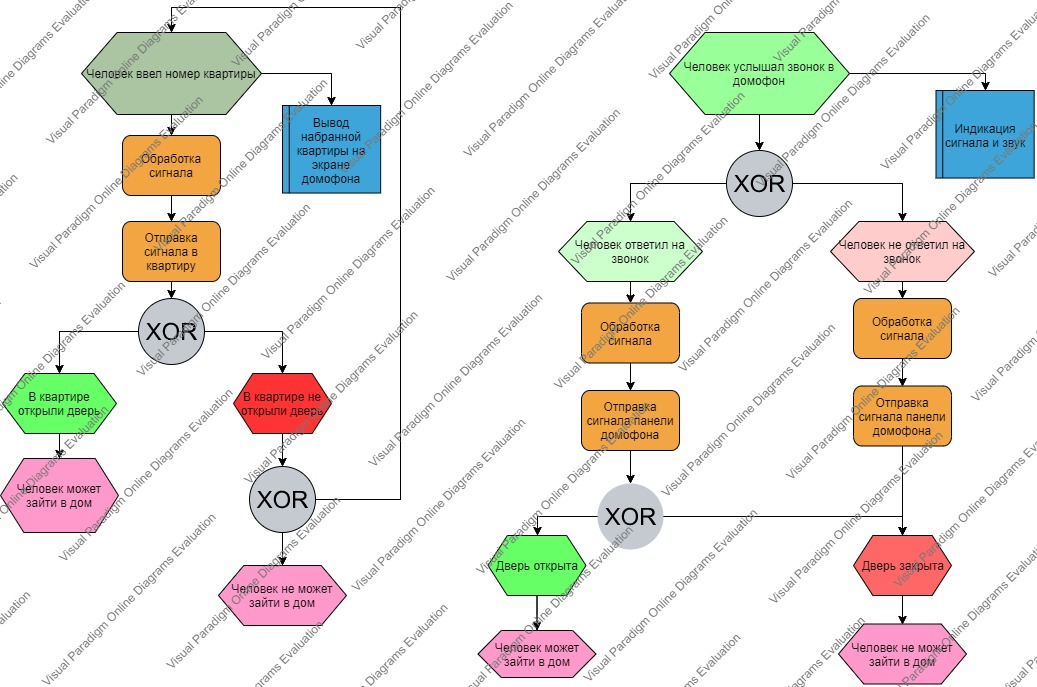 Человек ввел номер квартиры
Вывод
набранной
квартиры на
экране
домофона
Обработка
сигнала
Отправка
сигнала в
квартиру
XOR
В квартире
открыли дверь
В квартире не
открыли дверь
Человек может
зайти в дом
XOR
Человек не может
зайти в дом
Человек услышал звонок в
домофон
Индикация
сигнала и звук
XOR
Человек ответил на
звонок
Человек не ответил на
звонок
Обработка
сигнала
Обработка
сигнала
Отправка
сигнала панели
домофона
Отправка
сигнала панели
домофона
XOR
Дверь открыта
Дверь закрыта
Человек может
зайти в дом
Человек не может
зайти в дом
Visual Paradigm Online Diagrams Evaluation